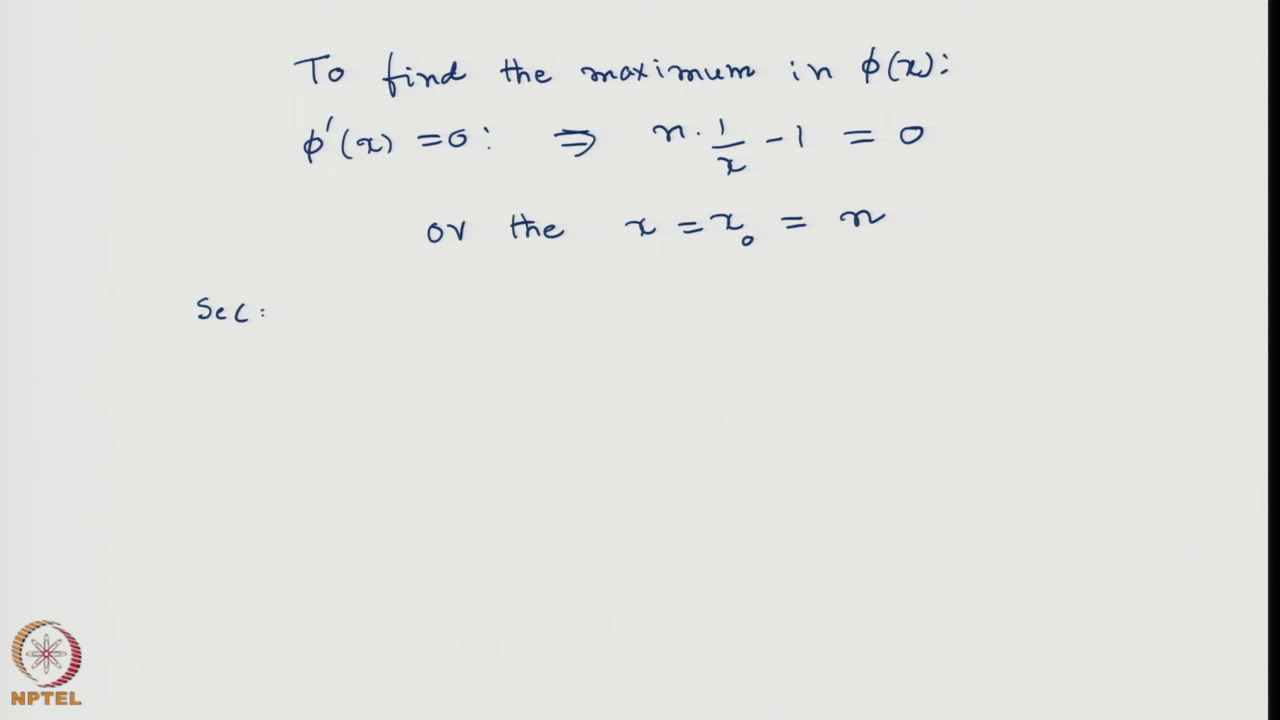 To find the maximum in ϕ(x):
ϕ'(x) = 0 : ⇒ n · 1/x - 1 = 0
or the x = x₀ = n
Sec:
NPTEL